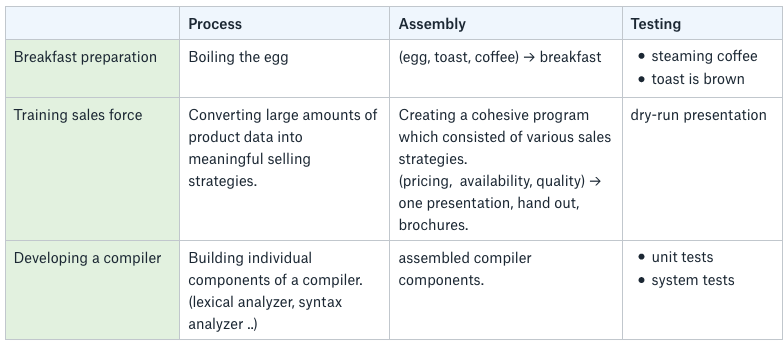 Process Assembly Testing
Breakfast preparation
Boiling the egg
(egg, toast, coffee) → breakfast
• steaming coffee
• toast is brown
Training sales force
Converting large amounts of
product data into
meaningful selling
strategies.
Creating a cohesive program
which consisted of various sales
strategies.
(pricing,  availability, quality) →
one presentation, hand out,
brochures.
dry-run presentation
Developing a compiler
Building individual
components of a compiler.
(lexical analyzer, syntax
analyzer ..)
assembled compiler
components.
• unit tests
• system tests